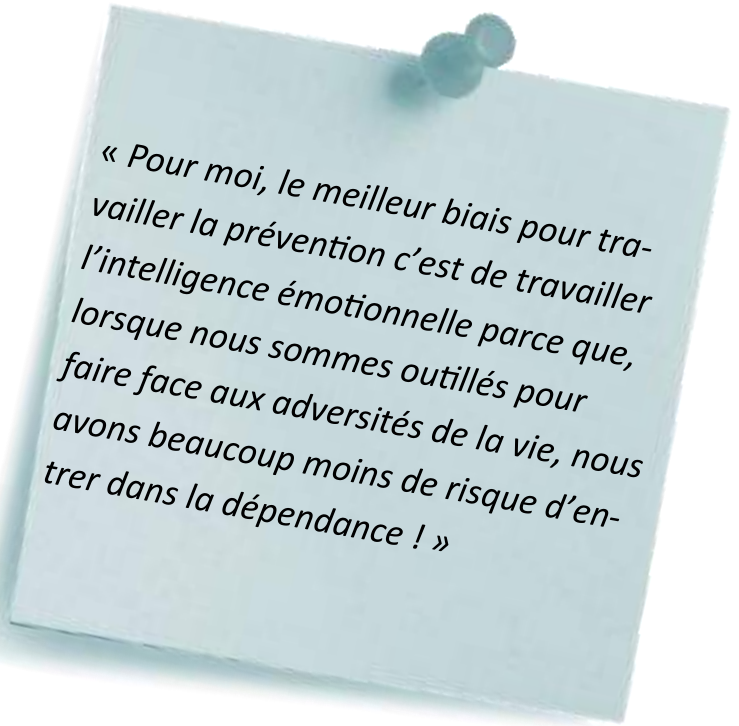 « Pour moi, le meilleur biais pour tra-
vailler la prévention c’est de travailler
l’intelligence émotionnelle parce que,
lorsque nous sommes outillés pour
faire face aux adversités de la vie, nous
avons beaucoup moins de risque d’en-
trer dans la dépendance ! »